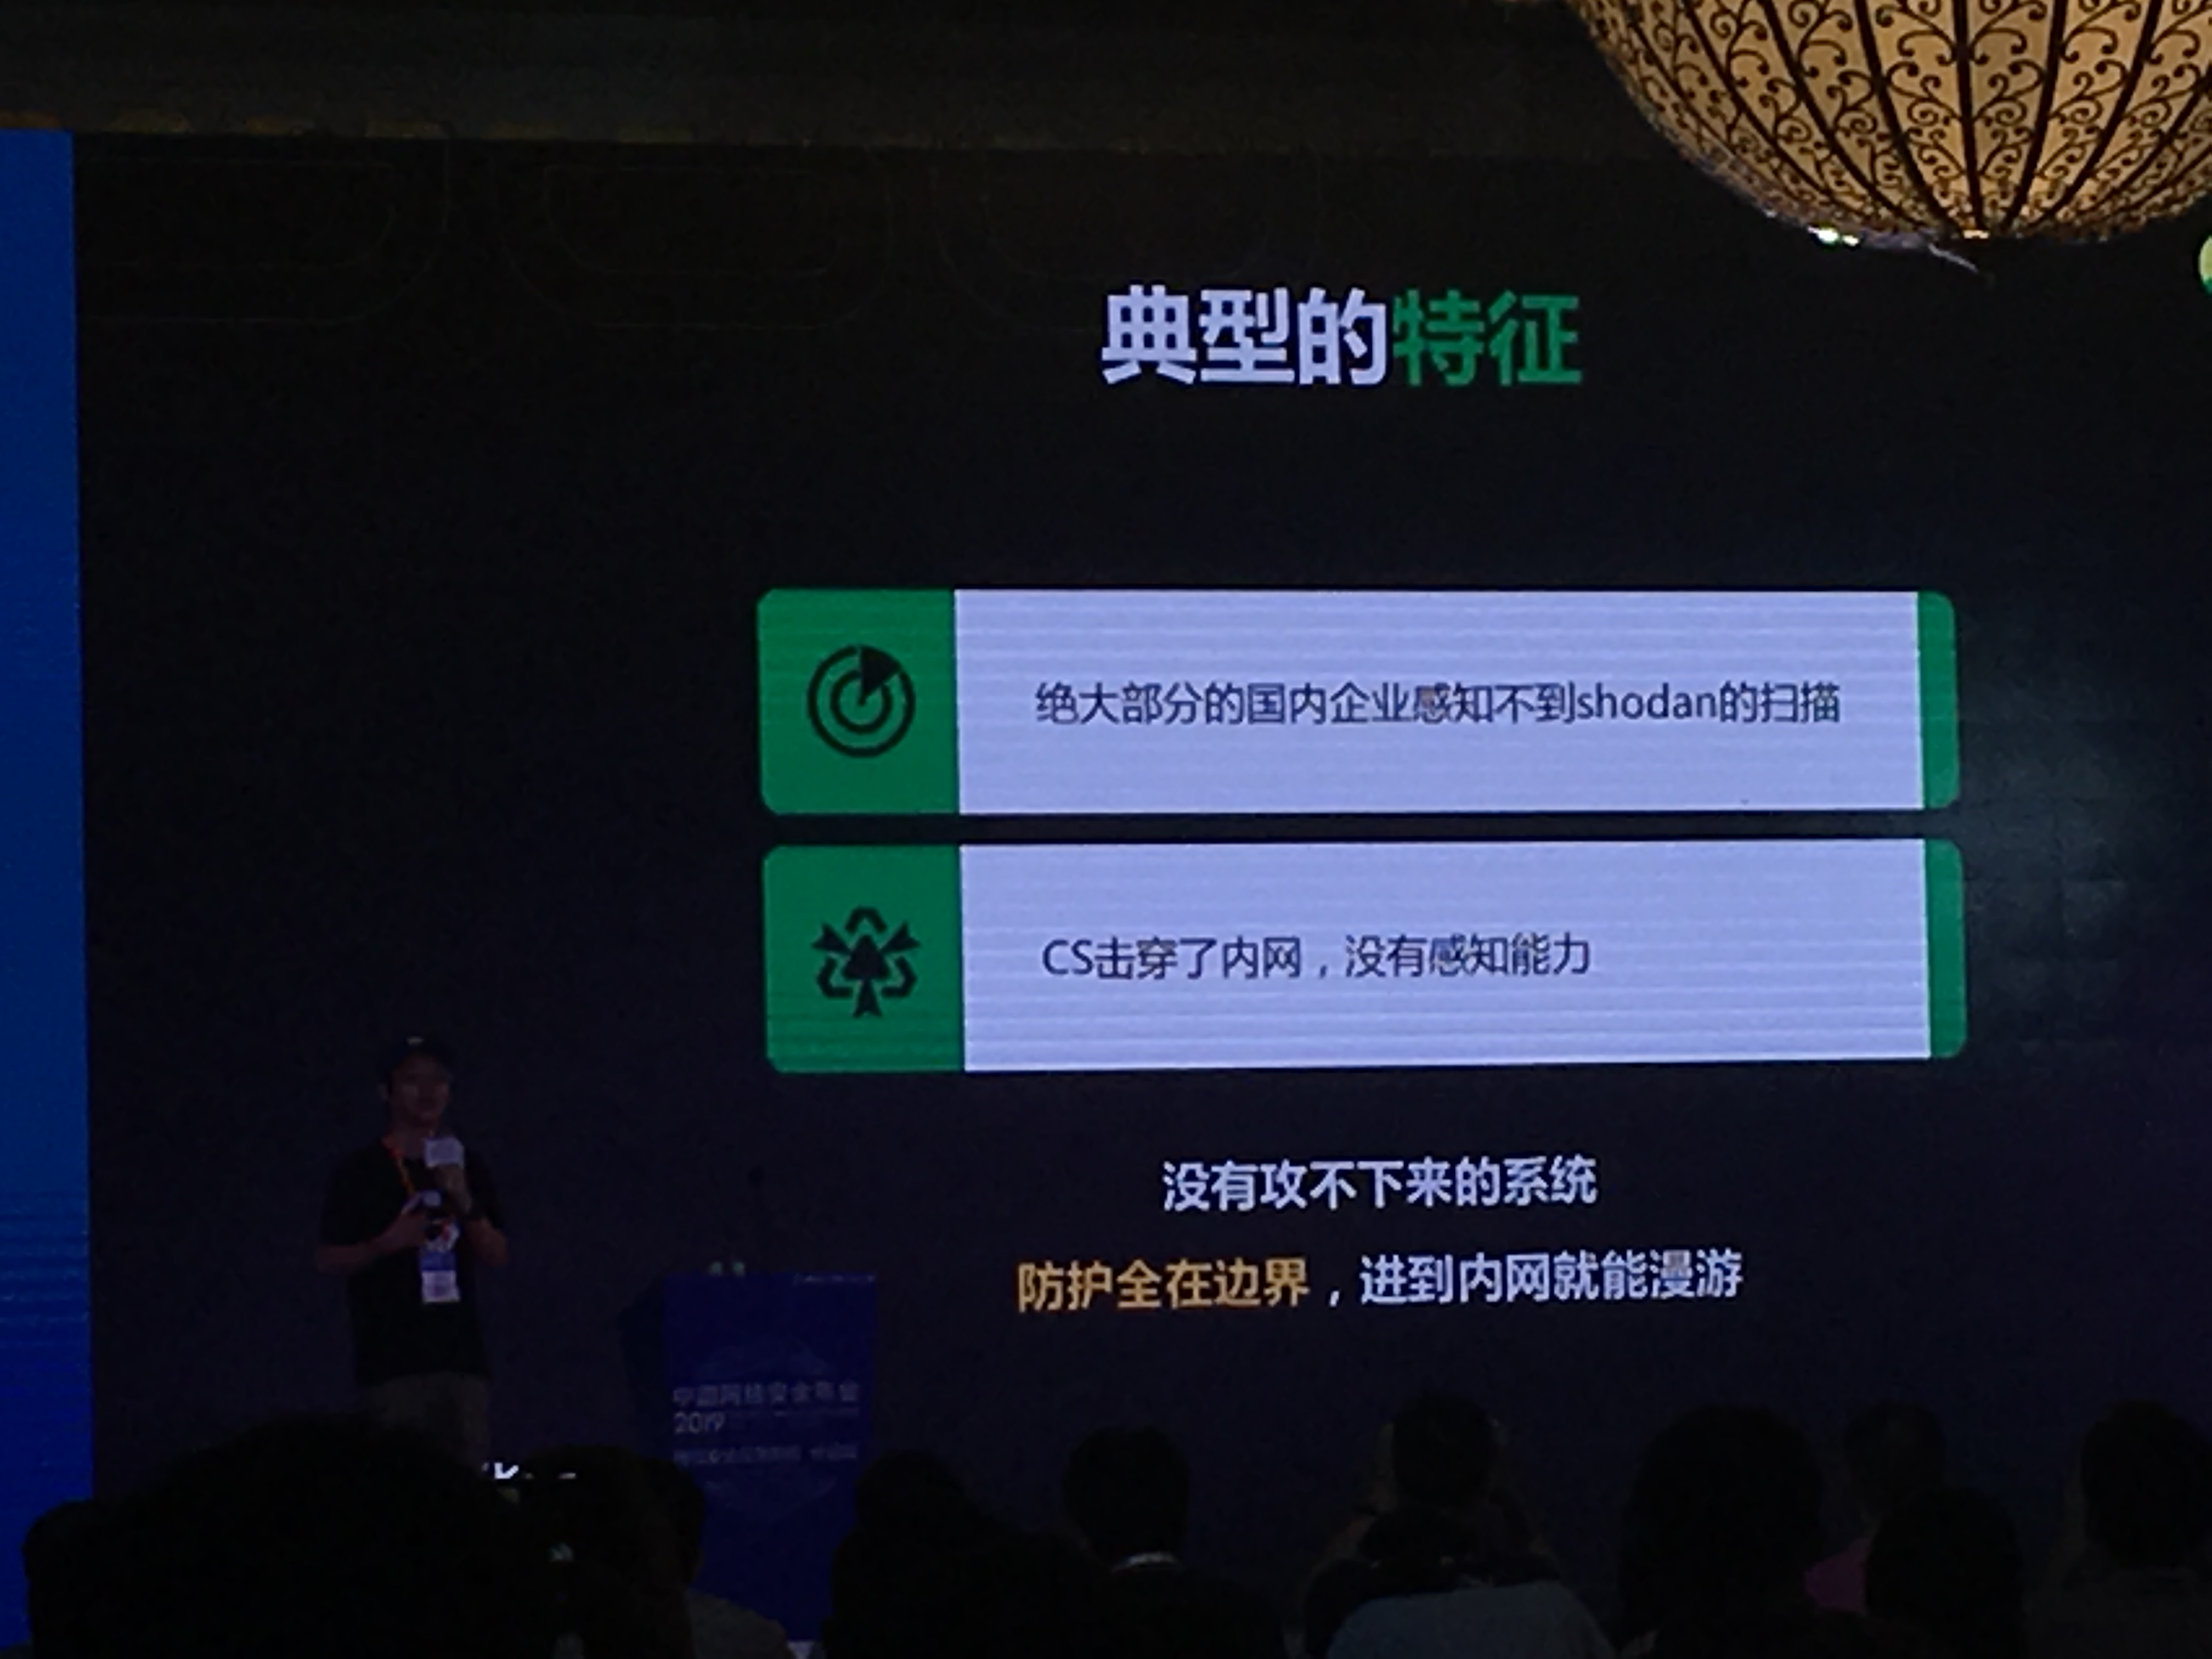 典型的特征
绝大部分的国内企业感知不到shodan的扫描
CS击穿了内网，没有感知能力
没有攻不下来的系统
防护全在边界，进到内网就能漫游
中国网络安全年会
2019